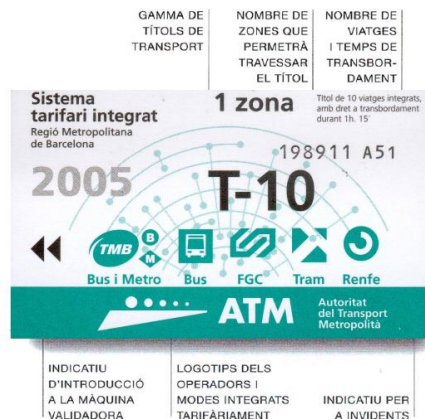 GAMMA DE
TÍTOLS DE
TRANSPORT
NOMBRE DE
ZONES QUE
PERMETRÀ
TRAVESSAR
EL TÍTOL
NOMBRE DE
VIATGES
I TEMPS DE
TRANSBOR-
DAMENT
Sistema
tarifari integrat
Regió Metropolitana
de Barcelona
1 zona
Títol de 10 viatges integrats,
amb dret a transbordament
durant 1h. 15'
198911 A51
2005
T-10
TMB
B
M
Bus i Metro
Bus
FGC
Tram
Renfe
ATM
Autoritat
del Transport
Metropolità
INDICATIU
D'INTRODUCCIÓ
A LA MÀQUINA
VALIDADORA
LOGOTIPS DELS
OPERADORS I
MODES INTEGRATS
TARIFÀRIAMENT
INDICATIU PER
A INVIDENTS